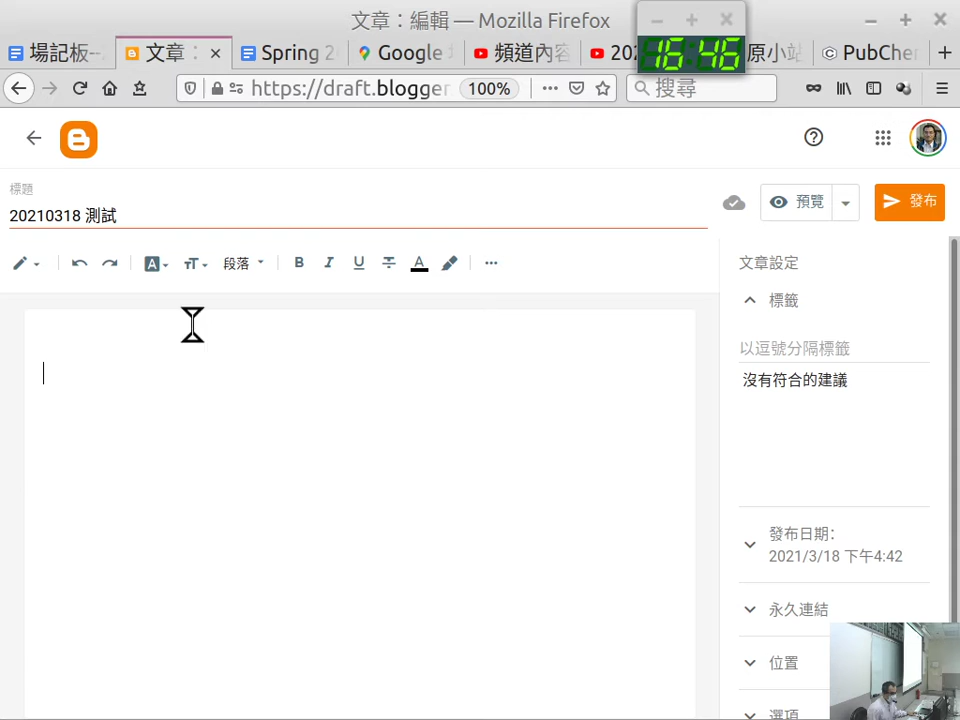 文章：編輯 — Mozilla Firefox
16:46
場記板-
文章：
Spring 2
Google
頻道內容
202
原小站
PubChe
https://draft.blogger
100%
搜尋
標題
20210318 測試
預覽
發布
段落
B I U A
文章設定
標籤
以逗號分隔標籤
沒有符合的建議
發布日期:
2021/3/18 下午4:42
永久連結
位置
選項